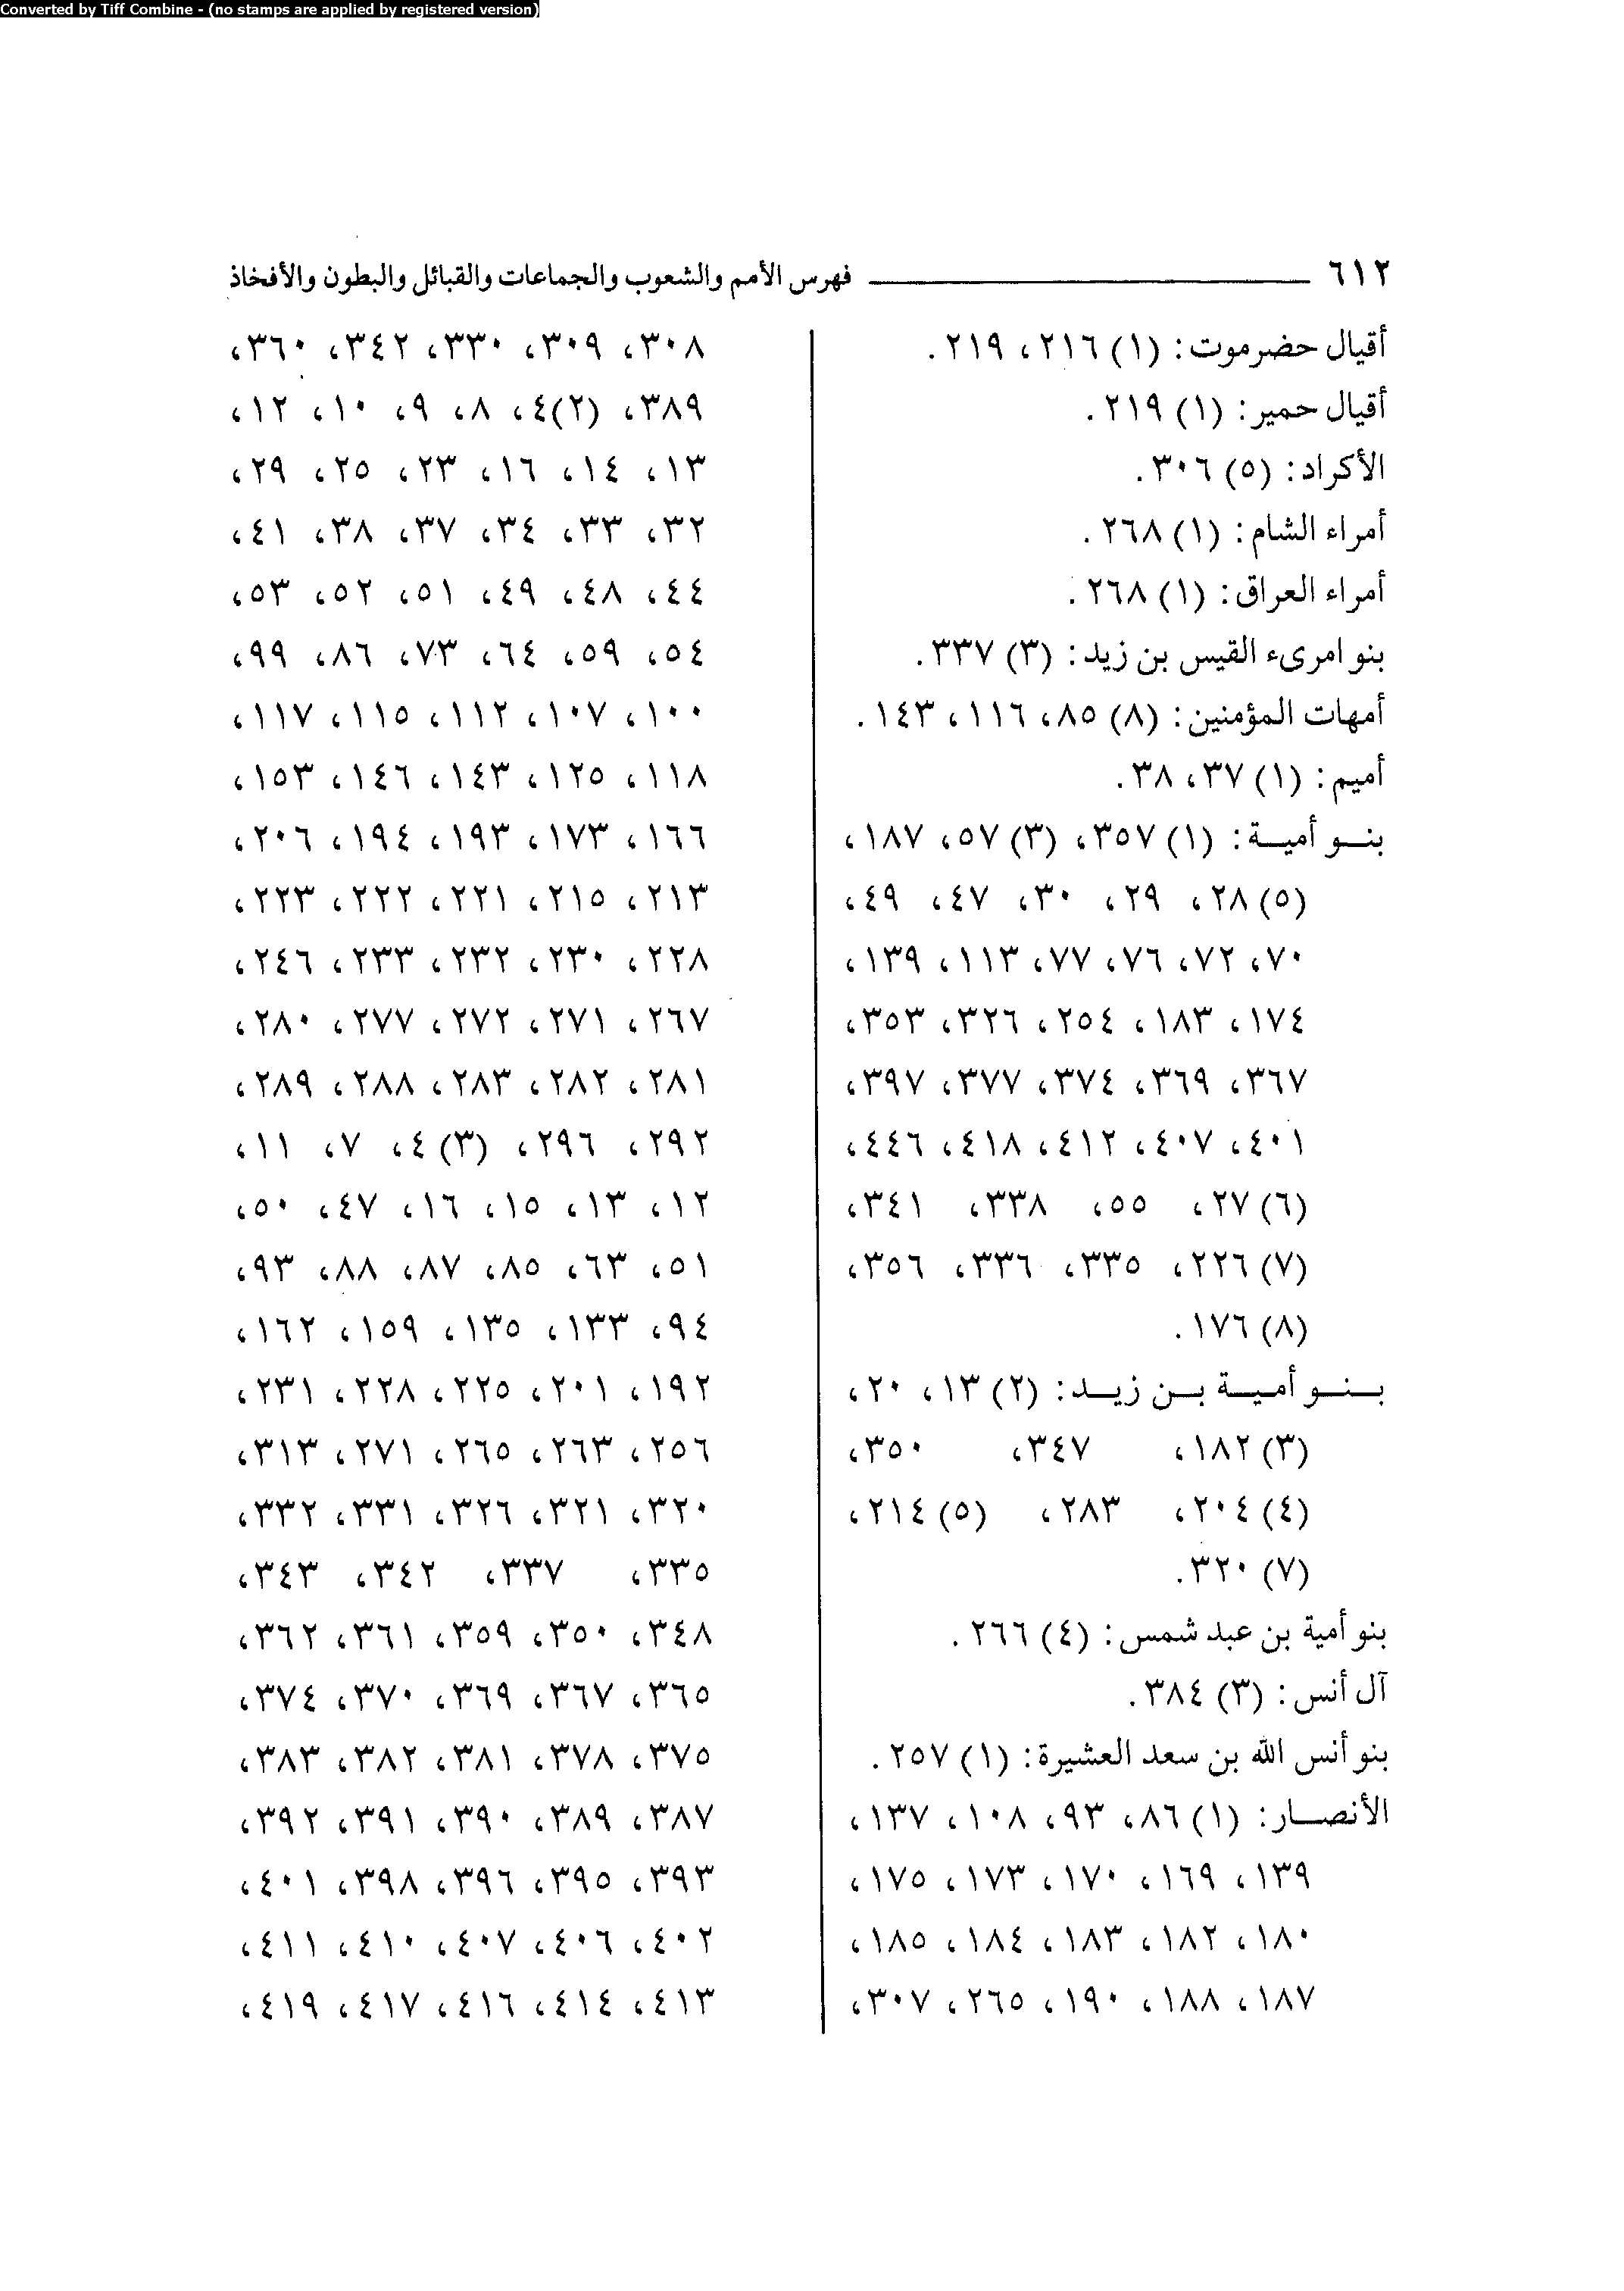 Converted by Tiff Combine - (no stamps are applied by registered version)
٦١٢ فهرس الأمم والشعوب والجماعات والقبائل والبطون والأفخاذ
أقيال حضرموت: (١) ٢١٦، ٢١٩.
أقيال حمير: (١) ٢١٩.
الأكراد: (٥) ٣٠٦.
أمراء الشام: (١) ٢٦٨.
أمراء العراق: (١) ٢٦٨.
بنو امرىء القيس بن زيد: (٣) ٣٣٧.
أمهات المؤمنين: (٨) ٨٥، ١١٦، ١٤٣.
أميم: (١) ٣٧، ٣٨.
بنو أمية: (١) ٣٥٧، (٣) ٥٧، ١٨٧،
(٥) ٢٨، ٢٩، ٣٠، ٤٧، ٤٩،
٧٠، ٧٢، ٧٦، ٧٧، ١١٣، ١٣٩،
١٧٤، ١٨٣، ٢٥٤، ٣٢٦، ٣٥٣،
٣٦٧، ٣٦٩، ٣٧٤، ٣٧٧، ٣٩٧،
٤٠١، ٤٠٧، ٤١٢، ٤١٨، ٤٤٦،
(٦) ٢٧، ٥٥، ٣٣٨، ٣٤١،
(٧) ٢٢٦، ٣٣٥، ٣٣٦، ٣٥٦،
(٨) ١٧٦.
بنو أمية بن زيد: (٢) ١٣، ٢٠،
(٣) ١٨٢، ٣٤٧، ٣٥٠،
(٤) ٢٠٤، ٢٨٣، (٥) ٢١٤،
(٧) ٣٢٠.
بنو أمية بن عبد شمس: (٤) ٢٦٦.
آل أنس: (٣) ٣٨٤.
بنو أنس الله بن سعد العشيرة: (١) ٢٥٧.
الأنصار: (١) ٨٦، ٩٣، ١٠٨، ١٣٧،
١٣٩، ١٦٩، ١٧٠، ١٧٣، ١٧٥،
١٨٠، ١٨٢، ١٨٣، ١٨٤، ١٨٥،
١٨٧، ١٨٨، ١٩٠، ٢٦٥، ٣٠٧،
٣٠٨، ٣٠٩، ٣٣٠، ٣٤٢، ٣٦٠،
٣٨٩، (٢)٤، ٨، ٩، ١٠، ١٢،
١٣، ١٤، ١٦، ٢٣، ٢٥، ٢٩،
٣٢، ٣٣، ٣٤، ٣٧، ٣٨، ٤١،
٤٤، ٤٨، ٤٩، ٥١، ٥٢، ٥٣،
٥٤، ٥٩، ٦٤، ٧٣، ٨٦، ٩٩،
١٠٠، ١٠٧، ١١٢، ١١٥، ١١٧،
١١٨، ١٢٥، ١٤٣، ١٤٦، ١٥٣،
١٦٦، ١٧٣، ١٩٣، ١٩٤، ٢٠٦،
٢١٣، ٢١٥، ٢٢١، ٢٢٢، ٢٢٣،
٢٢٨، ٢٣٠، ٢٣٢، ٢٣٣، ٢٤٦،
٢٦٧، ٢٧١، ٢٧٢، ٢٧٧، ٢٨٠،
٢٨١، ٢٨٢، ٢٨٣، ٢٨٨، ٢٨٩،
٢٩٢، ٢٩٦، (٣) ٤، ٧، ١١،
١٢، ١٣، ١٥، ١٦، ٤٧، ٥٠،
٥١، ٦٣، ٨٥، ٨٧، ٨٨، ٩٣،
٩٤، ١٣٣، ١٣٥، ١٥٩، ١٦٢،
١٩٢، ٢٠١، ٢٢٥، ٢٢٨، ٢٣١،
٢٥٦، ٢٦٣، ٢٦٥، ٢٧١، ٣١٣،
٣٢٠، ٣٢١، ٣٢٦، ٣٣١، ٣٣٢،
٣٣٥، ٣٣٧، ٣٤٢، ٣٤٣،
٣٤٨، ٣٥٠، ٣٥٩، ٣٦١، ٣٦٢،
٣٦٥، ٣٦٧، ٣٦٩، ٣٧٠، ٣٧٤،
٣٧٥، ٣٧٨، ٣٨١، ٣٨٢، ٣٨٣،
٣٨٧، ٣٨٩، ٣٩٠، ٣٩١، ٣٩٢،
٣٩٣، ٣٩٥، ٣٩٦، ٣٩٨، ٤٠١،
٤٠٢، ٤٠٦، ٤٠٧، ٤١٠، ٤١١،
٤١٣، ٤١٤، ٤١٦، ٤١٧، ٤١٩،